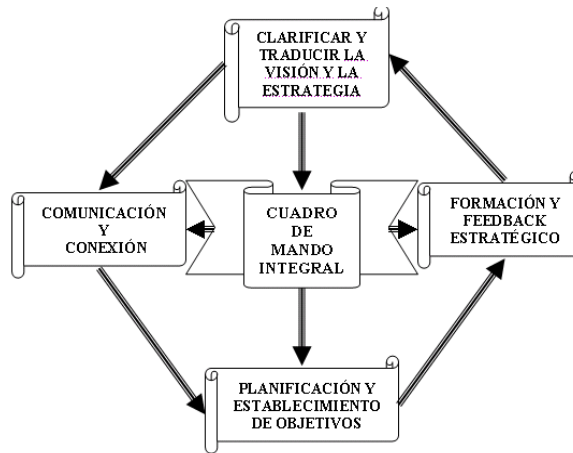 CLARIFICAR Y
TRADUCIR LA
VISIÓN Y LA
ESTRATEGIA
COMUNICACIÓN
Y
CONEXIÓN
CUADRO
DE
MANDO
INTEGRAL
FORMACIÓN Y
FEEDBACK
ESTRATÉGICO
PLANIFICACIÓN Y
ESTABLECIMIENTO
DE OBJETIVOS